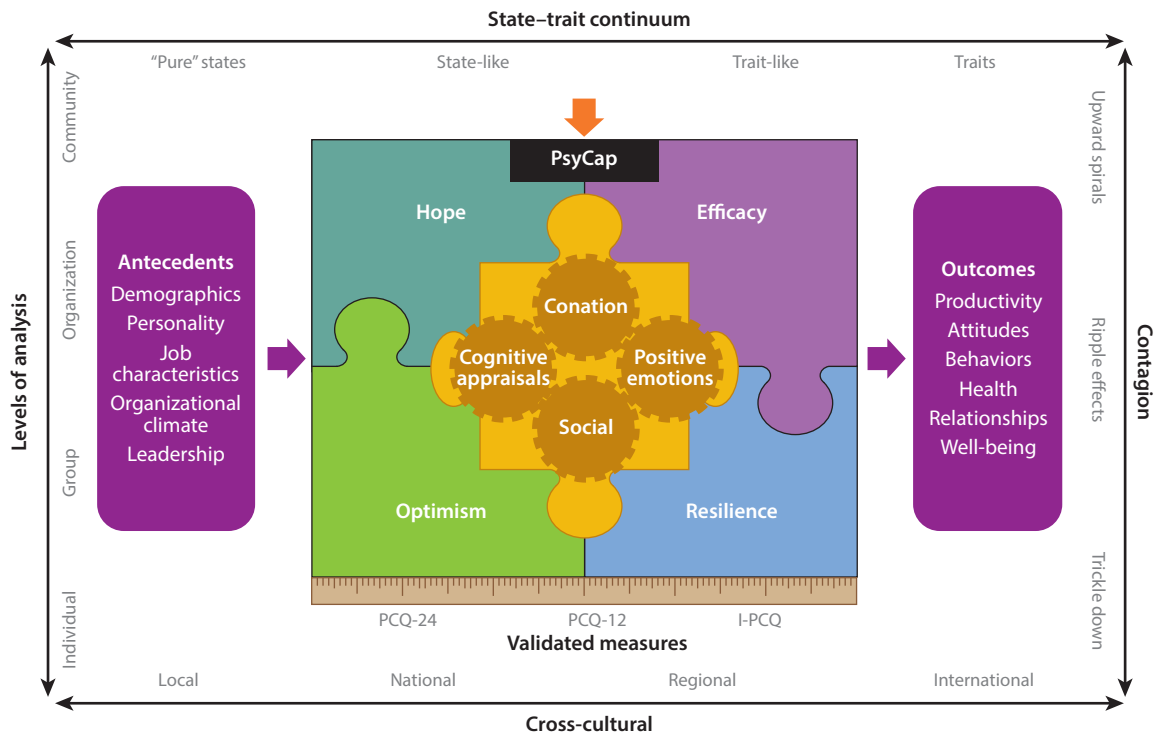 State–trait continuum
“Pure” states
State-like
Trait-like
Traits
Levels of analysis
Community
Organization
Group
Individual
Antecedents
Demographics
Personality
Job
characteristics
Organizational
climate
Leadership
PsyCap
Hope
Efficacy
Conation
Cognitive
appraisals
Positive
emotions
Social
Optimism
Resilience
PCQ-24
PCQ-12
I-PCQ
Validated measures
Outcomes
Productivity
Attitudes
Behaviors
Health
Relationships
Well-being
Upward spirals
Ripple effects
Trickle down
Contagion
Local
National
Regional
International
Cross-cultural